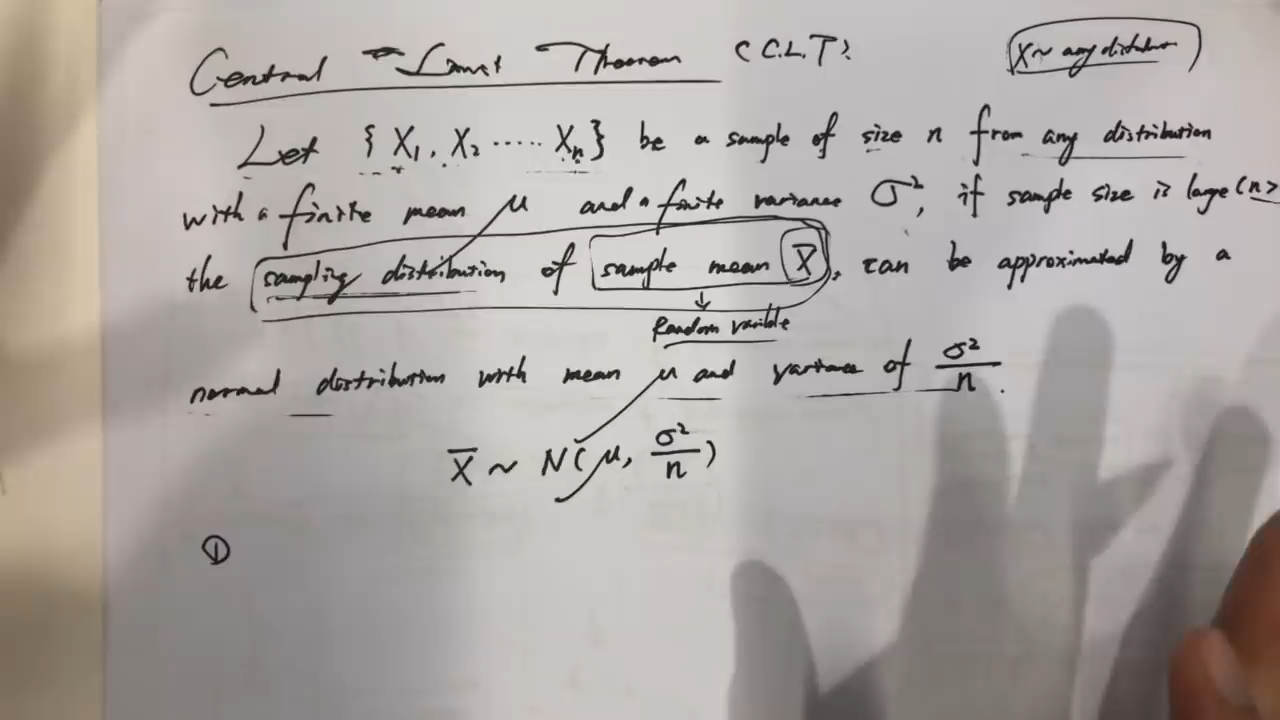 Central Limit Theorem (C.L.T)
X ~ any distribution
Let {X₁, X₂ ····· Xₙ} be a sample of size n from any distribution
with a finite mean μ and a finite variance σ², if sample size is large (n>
the sampling distribution of sample mean X̄, can be approximated by a
↓
Random varible
normal distribution with mean μ and variance of σ²/n.
X̄ ~ N(μ, σ²/n)
①